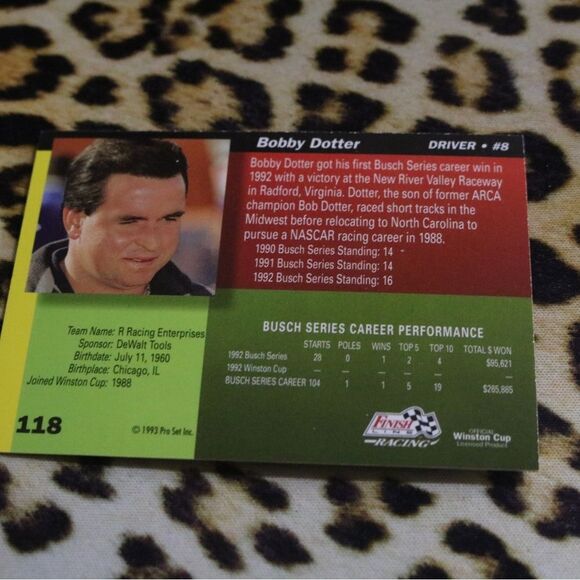 Bobby Dotter DRIVER • #8
Bobby Dotter got his first Busch Series career win in
1992 with a victory at the New River Valley Raceway
in Radford, Virginia. Dotter, the son of former ARCA
champion Bob Dotter, raced short tracks in the
Midwest before relocating to North Carolina to
pursue a NASCAR racing career in 1988.
1990 Busch Series Standing: 14
1991 Busch Series Standing: 14
1992 Busch Series Standing: 16
Team Name: R Racing Enterprises
Sponsor: DeWalt Tools
Birthdate: July 11, 1960
Birthplace: Chicago, IL
Joined Winston Cup: 1988
BUSCH SERIES CAREER PERFORMANCE
STARTS POLES WINS TOP 5 TOP 10 TOTAL $ WON
1992 Busch Series 28 0 1 2 4 $95,621
1992 Winston Cup — — — — — —
BUSCH SERIES CAREER 104 1 1 5 19 $285,885
118
© 1993 Pro Set Inc.
FINISH
LINE
RACING
OFFICIAL
Winston Cup
Licensed Product